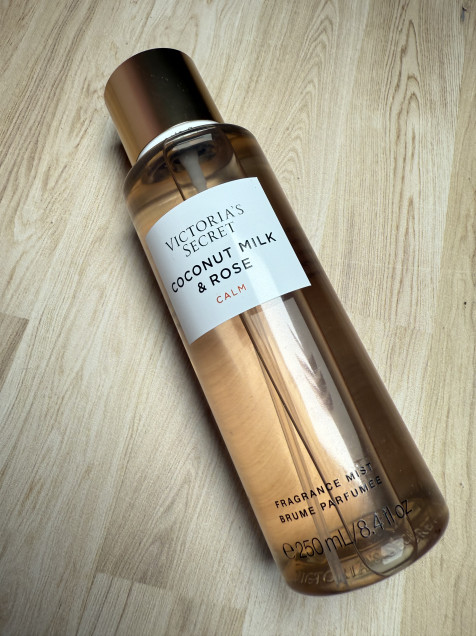 VICTORIA'S
SECRET
COCONUT MILK
& ROSE
CALM
FRAGRANCE MIST
BRUME PARFUMÉE
℮250 mL/8.4 fl oz